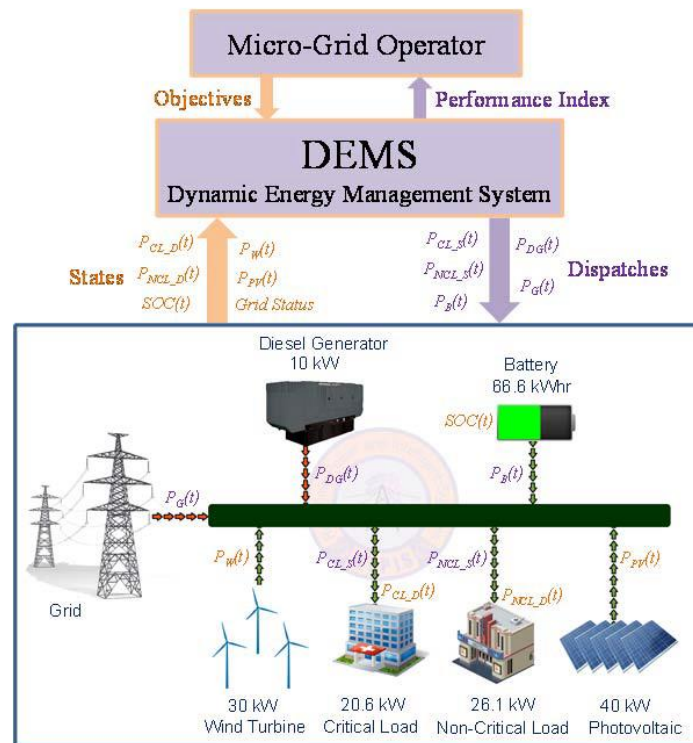 Micro-Grid Operator
Objectives
Performance Index
DEMS
Dynamic Energy Management System
States
P_CL_D(t)
P_W(t)
P_NCL_D(t)
P_PV(t)
SOC(t)
Grid Status
P_CL_S(t)
P_DG(t)
P_NCL_S(t)
P_G(t)
P_B(t)
Dispatches
Diesel Generator
10 kW
Battery
66.6 kWhr
SOC(t)
P_DG(t)
P_B(t)
P_G(t)
Grid
P_W(t)
P_CL_S(t)
P_NCL_S(t)
P_PV(t)
P_CL_D(t)
P_NCL_D(t)
30 kW
Wind Turbine
20.6 kW
Critical Load
26.1 kW
Non-Critical Load
40 kW
Photovoltaic